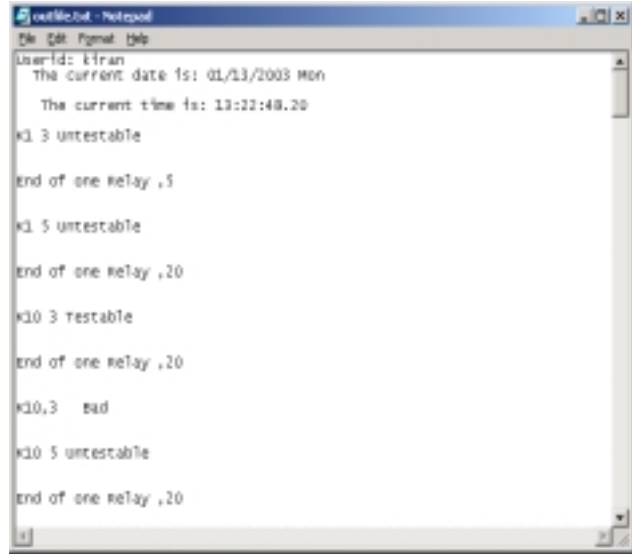 outfile.txt - Notepad
File Edit Format Help
Userid: kiran
The current date is: 01/13/2003 Mon
The current time is: 13:22:48.20
K1 3 Untestable
End of one Relay ,5
K1 5 Untestable
End of one Relay ,20
K10 3 Testable
End of one Relay ,20
K10,3 Bad
K10 5 Untestable
End of one Relay ,20